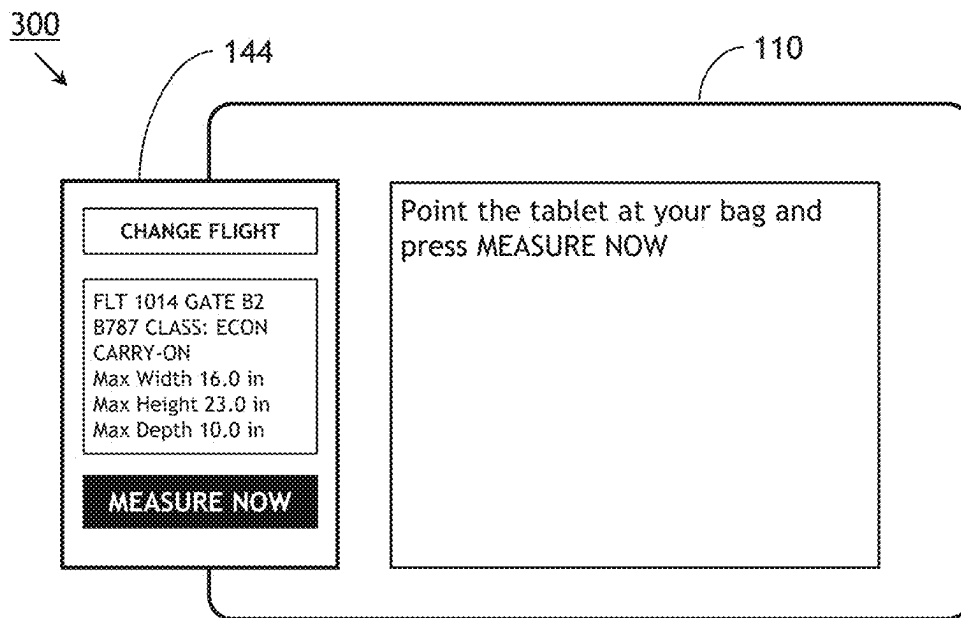 300
144
110
CHANGE FLIGHT
FLT 1014 GATE B2
B787 CLASS: ECON
CARRY-ON
Max Width 16.0 in
Max Height 23.0 in
Max Depth 10.0 in
MEASURE NOW
Point the tablet at your bag and
press MEASURE NOW